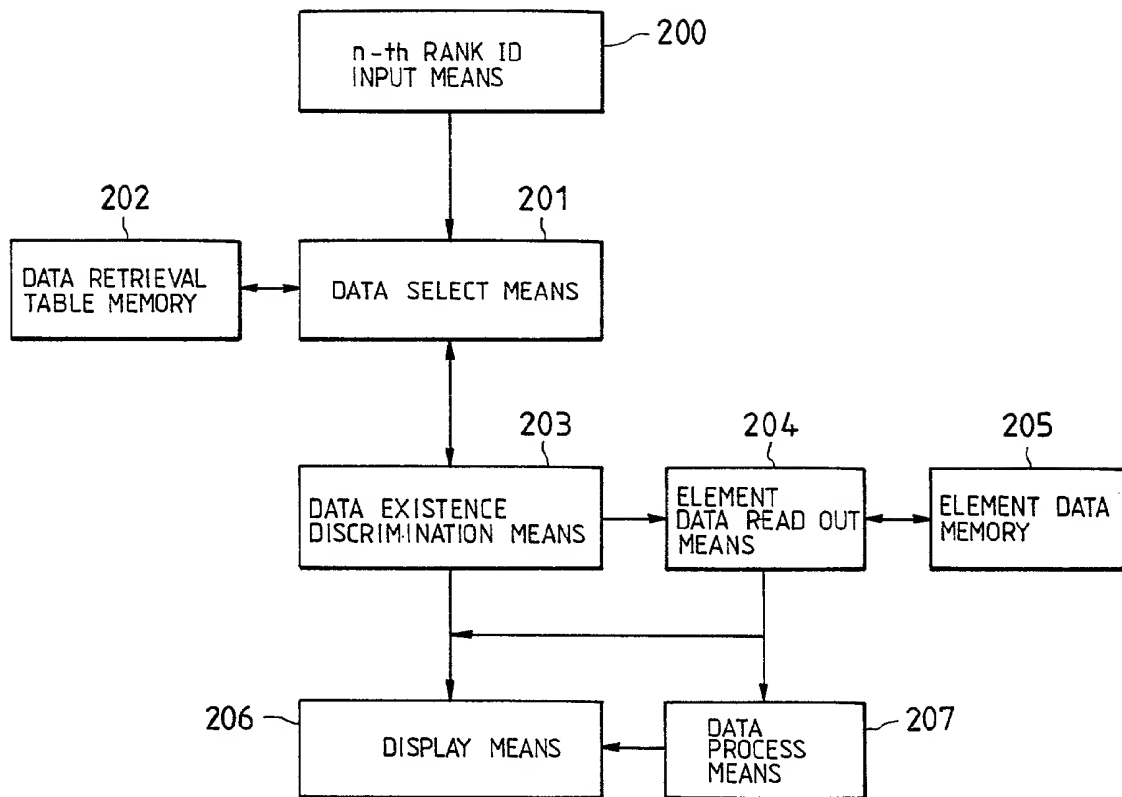 200
n-th RANK ID
INPUT MEANS
202
201
DATA RETRIEVAL
TABLE MEMORY
DATA SELECT MEANS
203
204
205
DATA EXISTENCE
DISCRIMINATION MEANS
ELEMENT
DATA READ OUT
MEANS
ELEMENT DATA
MEMORY
206
DISPLAY MEANS
DATA
PROCESS
MEANS
207